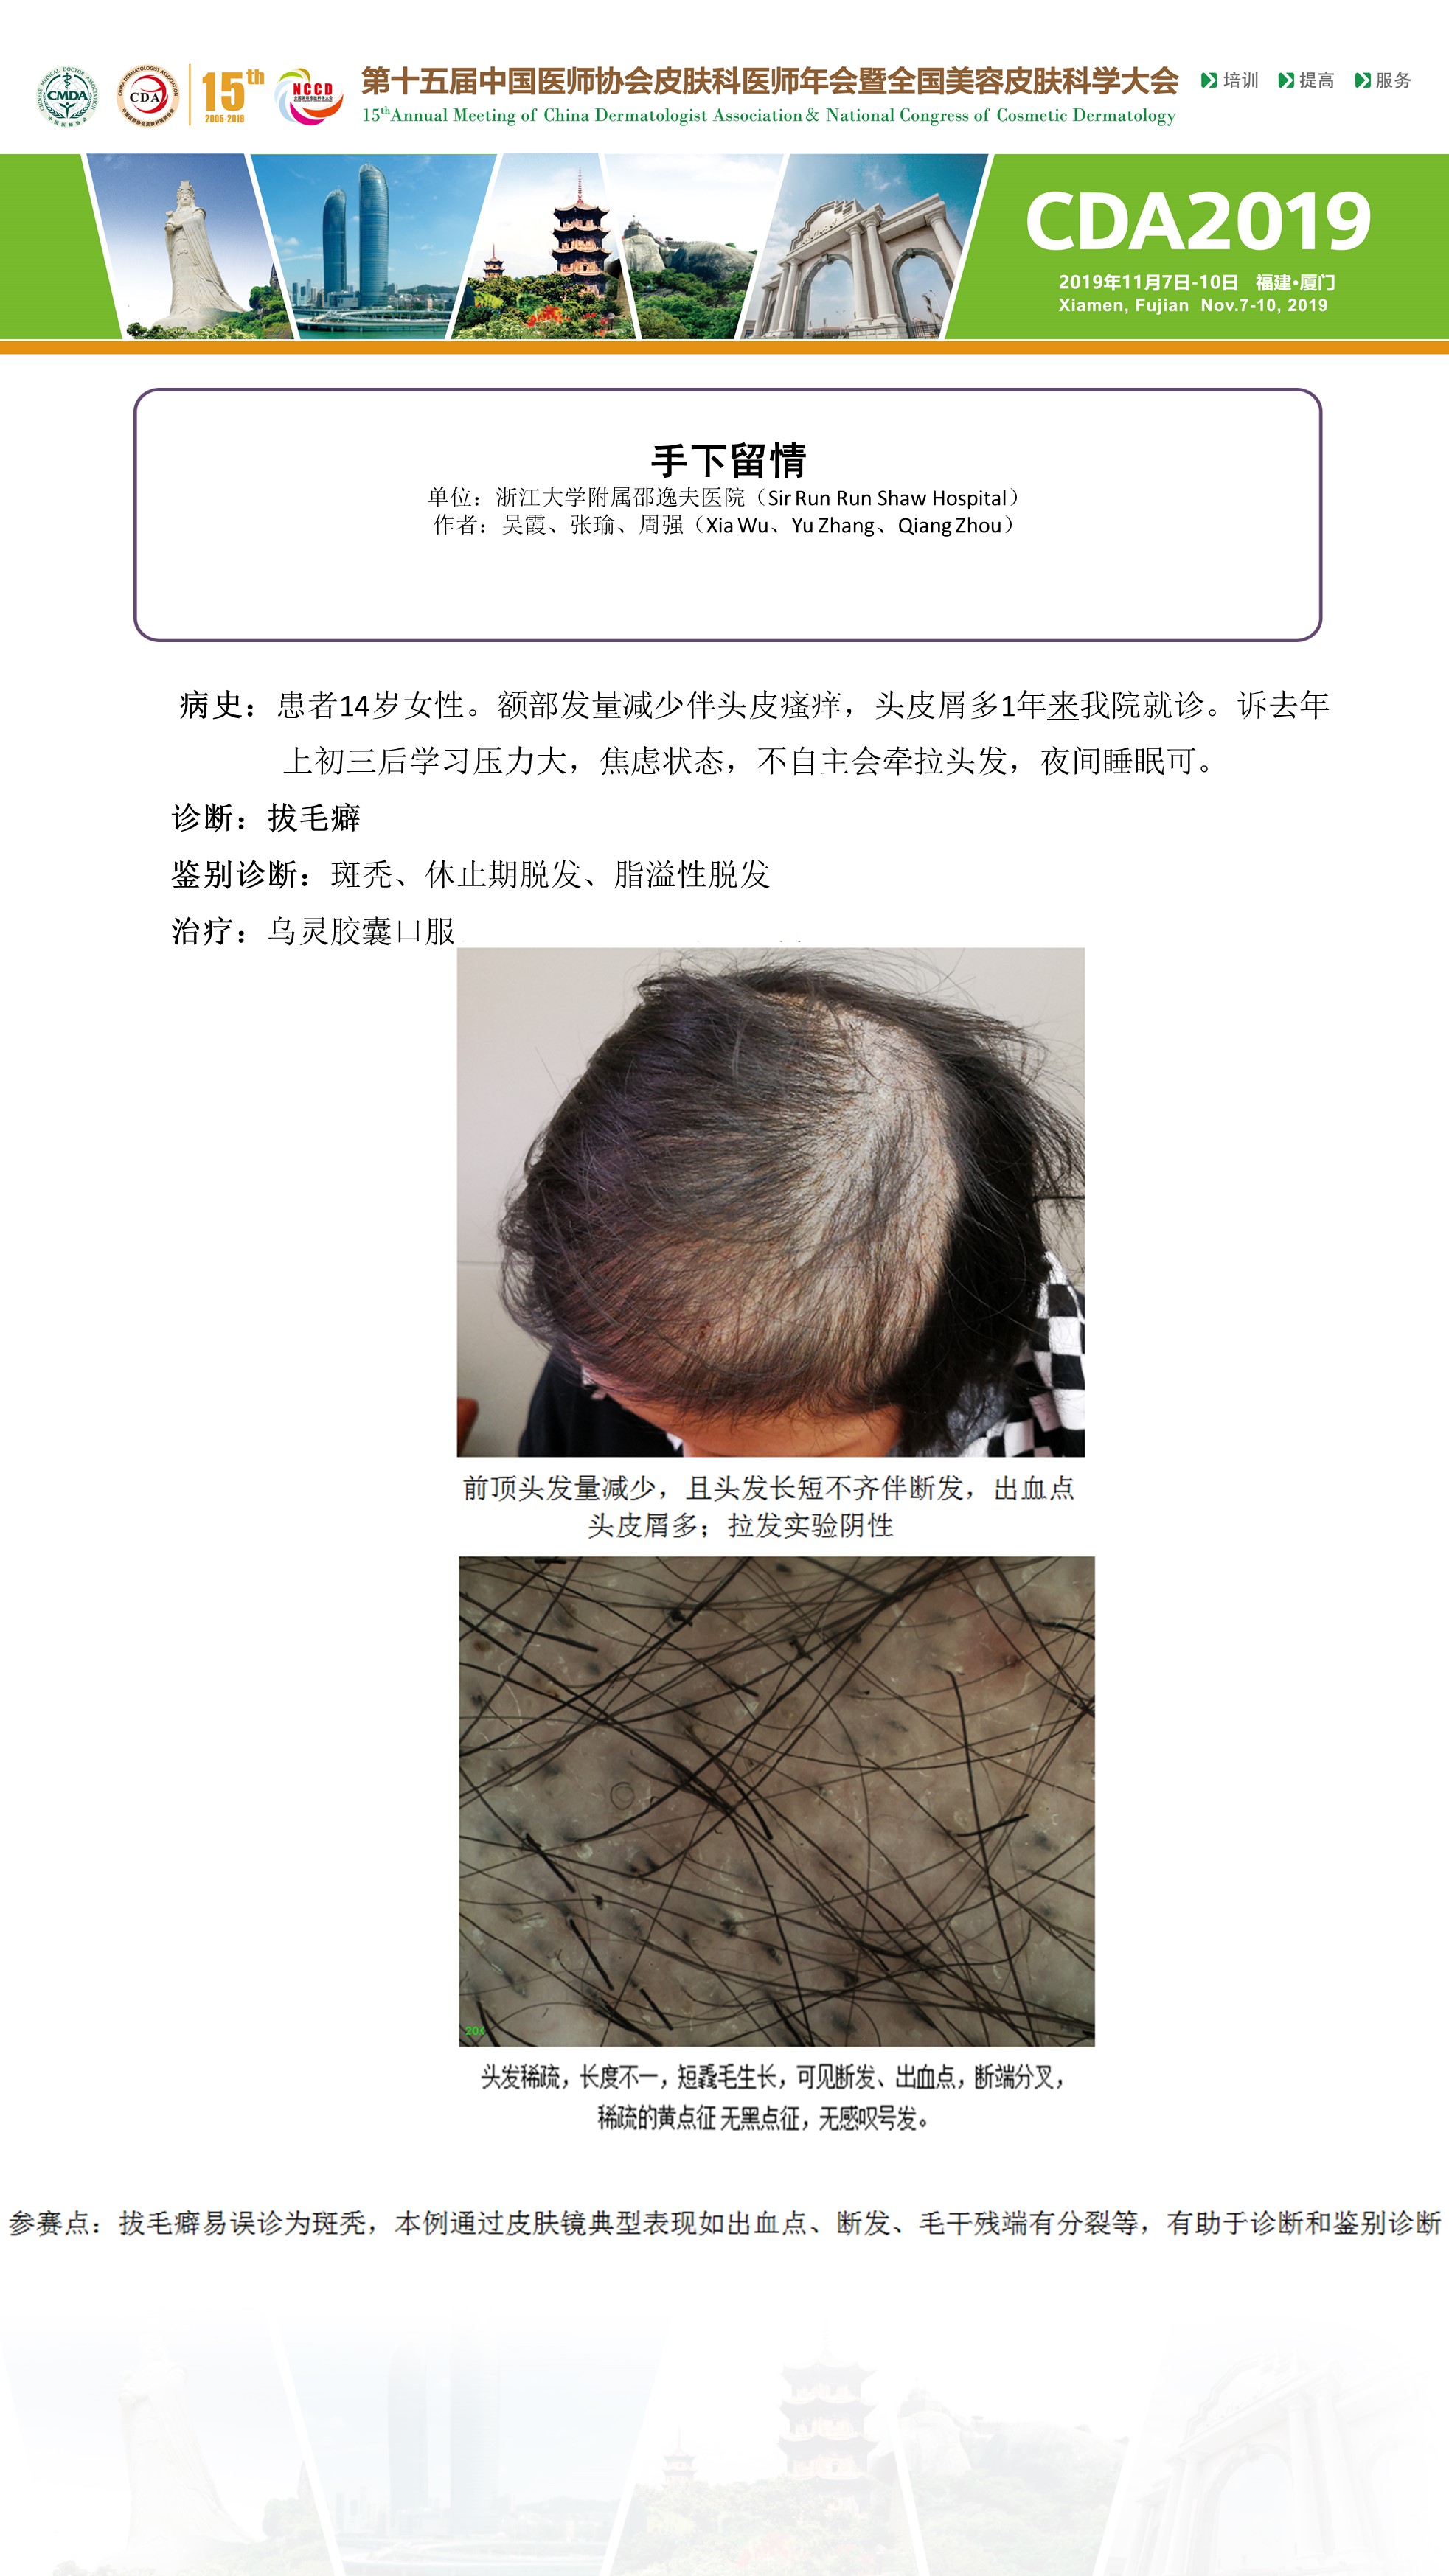 CHINESE MEDICAL DOCTOR ASSOCIATION
CMDA
中国医师协会
CHINA DERMATOLOGIST ASSOCIATION
CDA
15th
2005-2019
NCCD
第十五届中国医师协会皮肤科医师年会暨全国美容皮肤科学大会
15thAnnual Meeting of China Dermatologist Association& National Congress of Cosmetic Dermatology
培训 提高 服务
CDA2019
2019年11月7日-10日 福建•厦门
Xiamen, Fujian Nov.7-10, 2019
手下留情
单位：浙江大学附属邵逸夫医院（Sir Run Run Shaw Hospital）
作者：吴霞、张瑜、周强（Xia Wu、Yu Zhang、Qiang Zhou）
病史：患者14岁女性。额部发量减少伴头皮瘙痒，头皮屑多1年来我院就诊。诉去年
上初三后学习压力大，焦虑状态，不自主会牵拉头发，夜间睡眠可。
诊断：拔毛癖
鉴别诊断：斑秃、休止期脱发、脂溢性脱发
治疗：乌灵胶囊口服
前顶头发量减少，且头发长短不齐伴断发，出血点
头皮屑多；拉发实验阴性
20X
头发稀疏，长度不一，短毳毛生长，可见断发、出血点，断端分叉，
稀疏的黄点征 无黑点征，无感叹号发。
参赛点：拔毛癖易误诊为斑秃，本例通过皮肤镜典型表现如出血点、断发、毛干残端有分裂等，有助于诊断和鉴别诊断